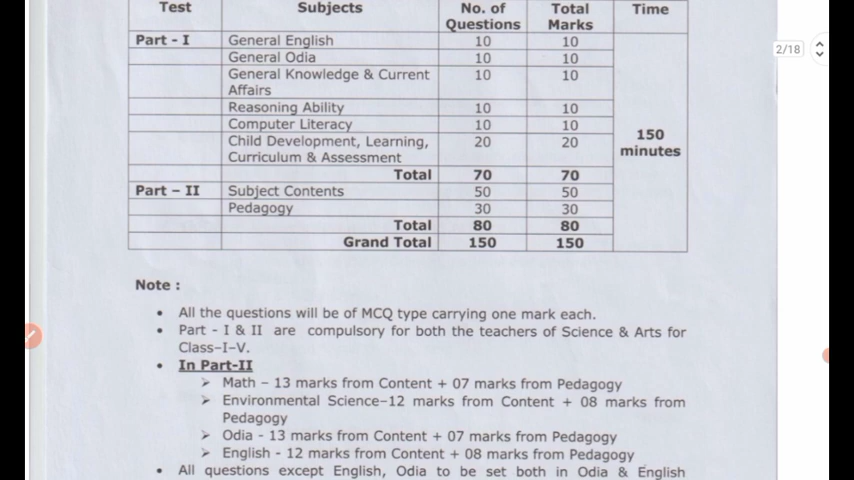 Test Subjects No. of Questions Total Marks Time
Part - I General English 10 10
General Odia 10 10
General Knowledge & Current Affairs 10 10
Reasoning Ability 10 10
Computer Literacy 10 10
Child Development, Learning, Curriculum & Assessment 20 20
150 minutes
Total 70 70
Part – II Subject Contents 50 50
Pedagogy 30 30
Total 80 80
Grand Total 150 150
2/18
Note :
• All the questions will be of MCQ type carrying one mark each.
• Part - I & II are compulsory for both the teachers of Science & Arts for
Class–I–V.
• In Part-II
➢ Math – 13 marks from Content + 07 marks from Pedagogy
➢ Environmental Science–12 marks from Content + 08 marks from
Pedagogy
➢ Odia - 13 marks from Content + 07 marks from Pedagogy
➢ English - 12 marks from Content + 08 marks from Pedagogy
• All questions except English, Odia to be set both in Odia & English